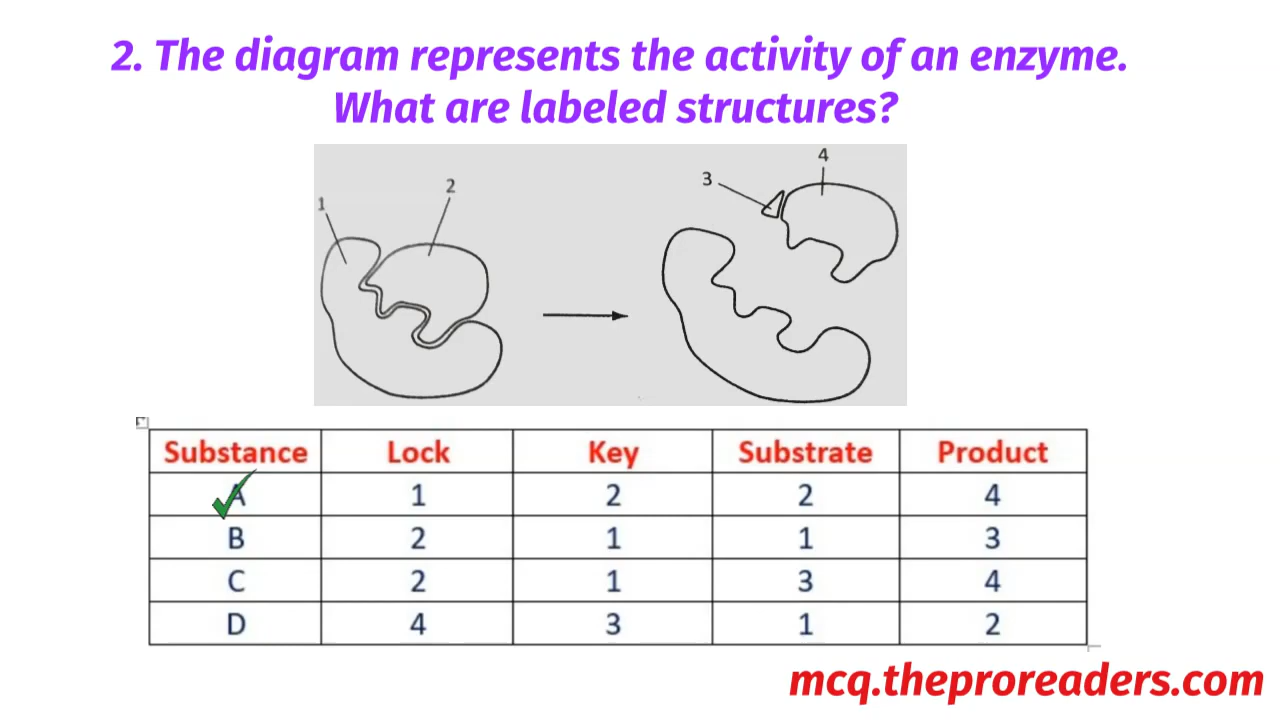 2. The diagram represents the activity of an enzyme.
What are labeled structures?
1
2
3
4
Substance Lock Key Substrate Product
A 1 2 2 4
B 2 1 1 3
C 2 1 3 4
D 4 3 1 2
mcq.theproreaders.com